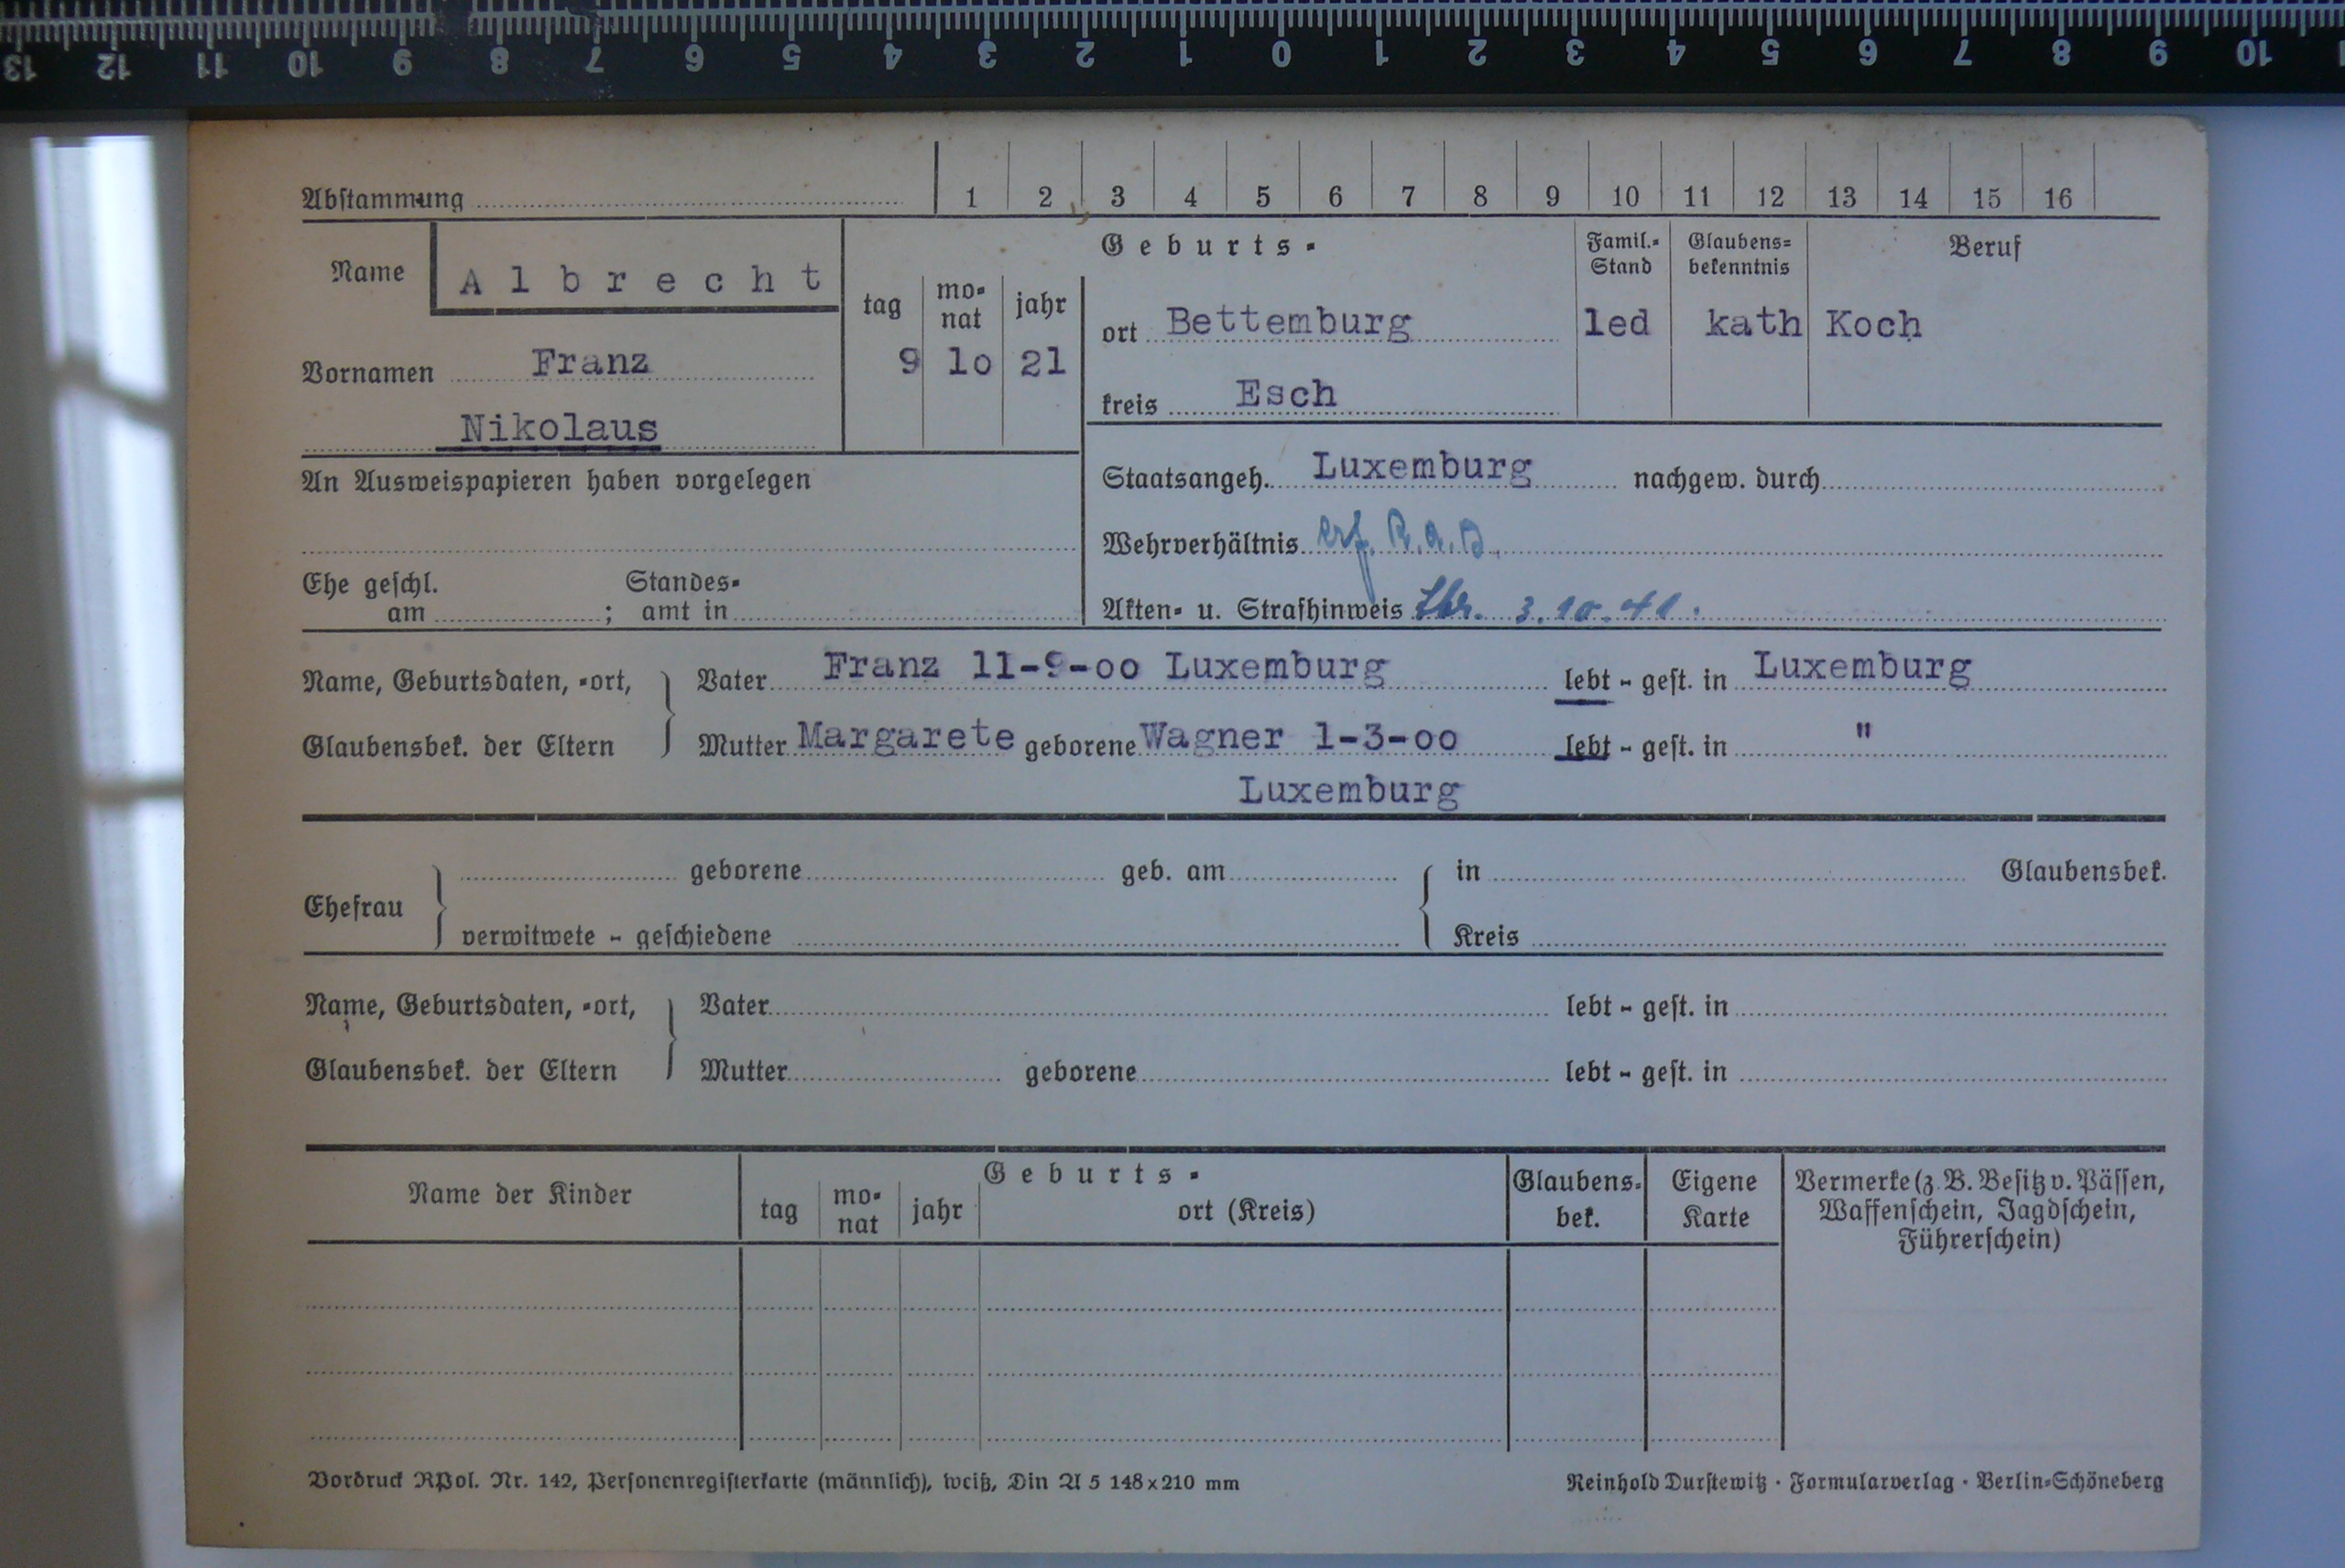 13 12 11 10 9 8 7 6 5 4 3 2 1 0 1 2 3 4 5 6 7 8 9 10
Abstammung 1 2 3 4 5 6 7 8 9 10 11 12 13 14 15 16
Name A l b r e c h t
Vornamen Franz
Nikolaus
Geburts-
tag mo-nat jahr
9 lo 21
ort Bettemburg
kreis Esch
Famil.-Stand
led
Glaubens-bekenntnis
kath
Beruf
Koch
An Ausweispapieren haben vorgelegen
Ehe geschl. Standes-
am ; amt in
Staatsangeh. Luxemburg nachgew. durch
Wehrverhältnis erf. R.A.D.
Akten- u. Strafhinweis 3.10.41.
Name, Geburtsdaten, -ort, Vater Franz 11-9-oo Luxemburg lebt - gest. in Luxemburg
Glaubensbek. der Eltern Mutter Margarete geborene Wagner 1-3-oo lebt - gest. in "
Luxemburg
Ehefrau geborene geb. am in Glaubensbek.
verwitwete - geschiedene Kreis
Name, Geburtsdaten, -ort, Vater lebt - gest. in
Glaubensbek. der Eltern Mutter geborene lebt - gest. in
Name der Kinder
Geburts-
tag mo-nat jahr ort (Kreis)
Glaubens-bek.
Eigene Karte
Vermerke (z. B. Besitz v. Pässen,
Waffenschein, Jagdschein,
Führerschein)
Vordruck RPol. Nr. 142, Personenregisterkarte (männlich), weiß, Din A 5 148x210 mm Reinhold Durstewitz · Formularverlag · Berlin-Schöneberg